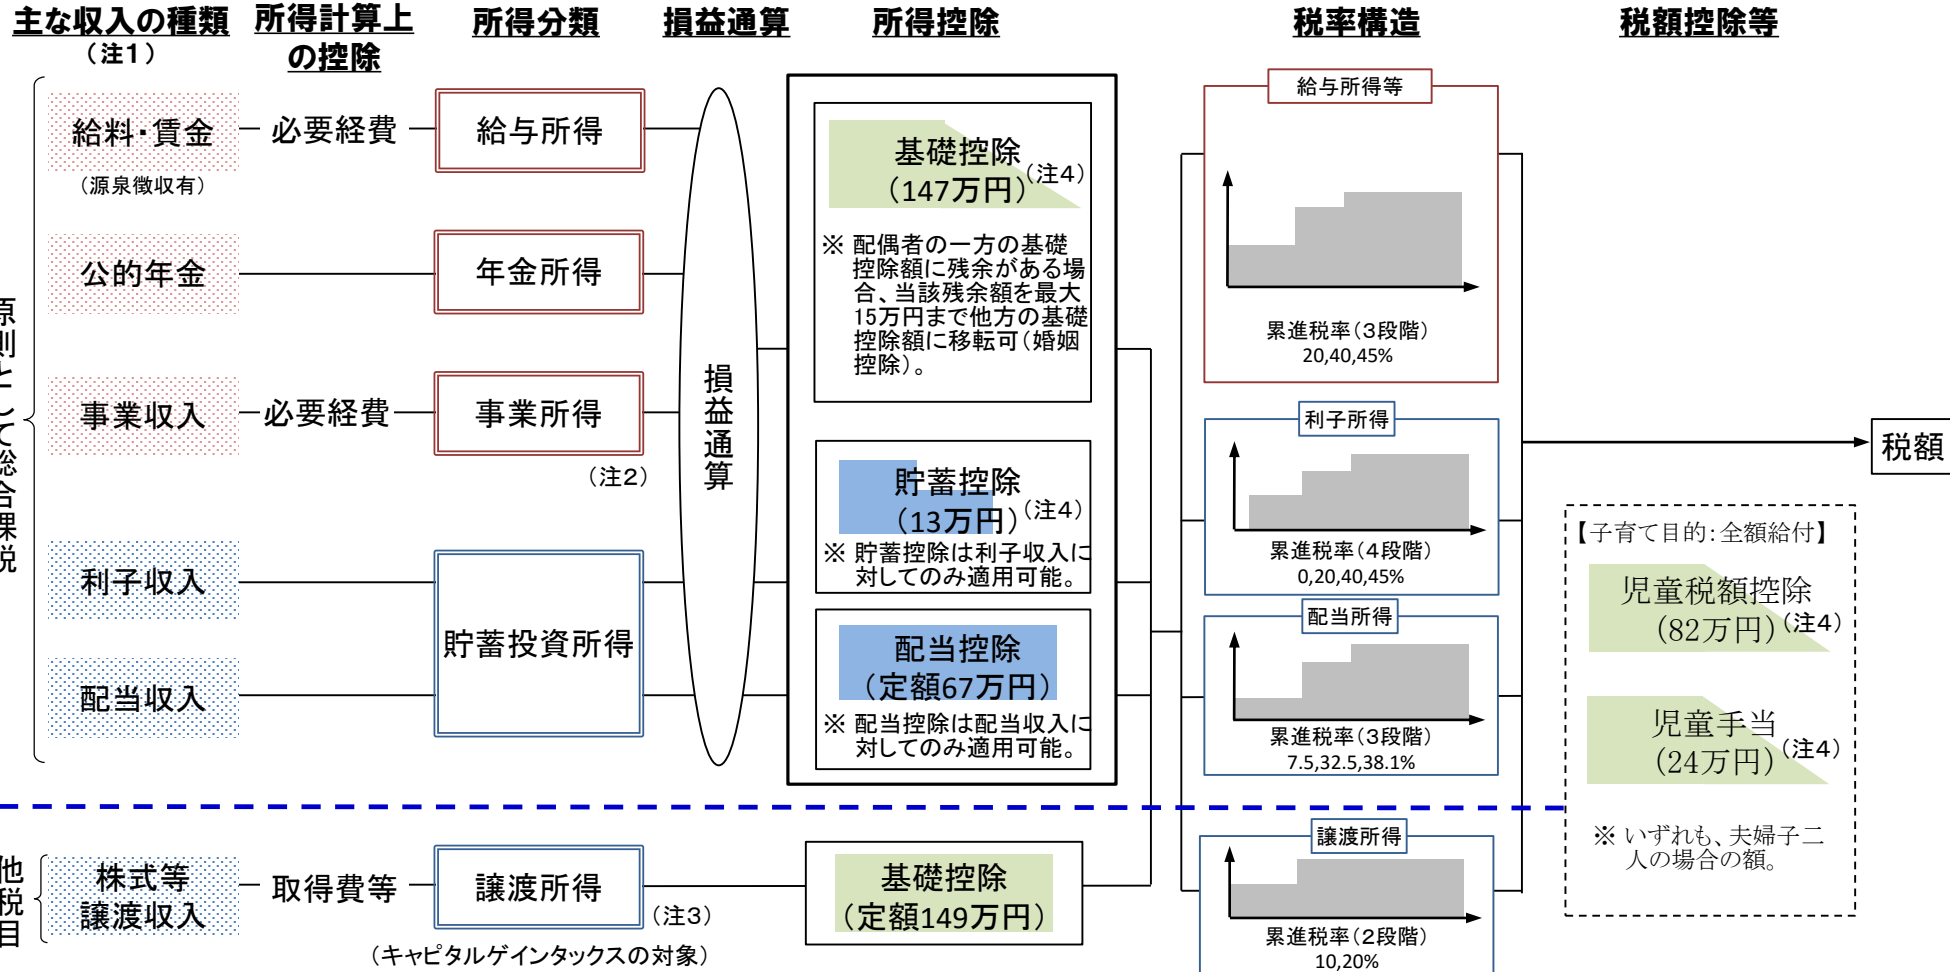 主な収入の種類
(注1)
所得計算上
の控除
所得分類
損益通算
所得控除
税率構造
税額控除等
原則として総合課税
給料・賃金
(源泉徴収有)
必要経費
給与所得
公的年金
年金所得
事業収入
必要経費
事業所得
(注2)
利子収入
配当収入
貯蓄投資所得
損益通算
基礎控除
(147万円)(注4)
※ 配偶者の一方の基礎
控除額に残余がある場
合、当該残余額を最大
15万円まで他方の基礎
控除額に移転可(婚姻
控除)。
貯蓄控除
(13万円)(注4)
※ 貯蓄控除は利子収入に
対してのみ適用可能。
配当控除
(定額67万円)
※ 配当控除は配当収入に
対してのみ適用可能。
給与所得等
累進税率(3段階)
20,40,45%
利子所得
累進税率(4段階)
0,20,40,45%
配当所得
累進税率(3段階)
7.5,32.5,38.1%
税額
【子育て目的:全額給付】
児童税額控除
(82万円)(注4)
児童手当
(24万円)(注4)
※ いずれも、夫婦子二
人の場合の額。
他税目
株式等
譲渡収入
取得費等
譲渡所得
(注3)
(キャピタルゲインタックスの対象)
基礎控除
(定額149万円)
譲渡所得
累進税率(2段階)
10,20%